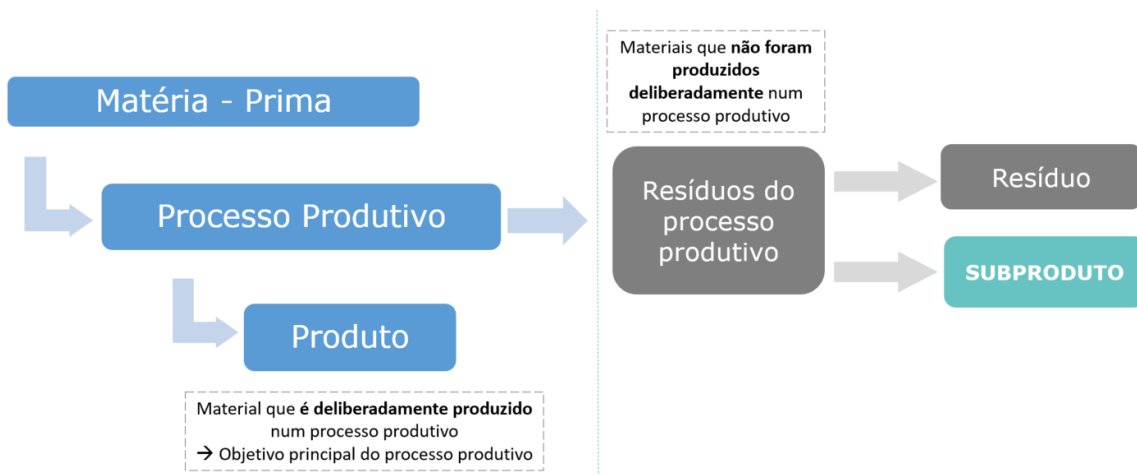 Matéria - Prima
Processo Produtivo
Produto
Material que é deliberadamente produzido
num processo produtivo
→ Objetivo principal do processo produtivo
Materiais que não foram
produzidos
deliberadamente num
processo produtivo
Resíduos do
processo
produtivo
Resíduo
SUBPRODUTO